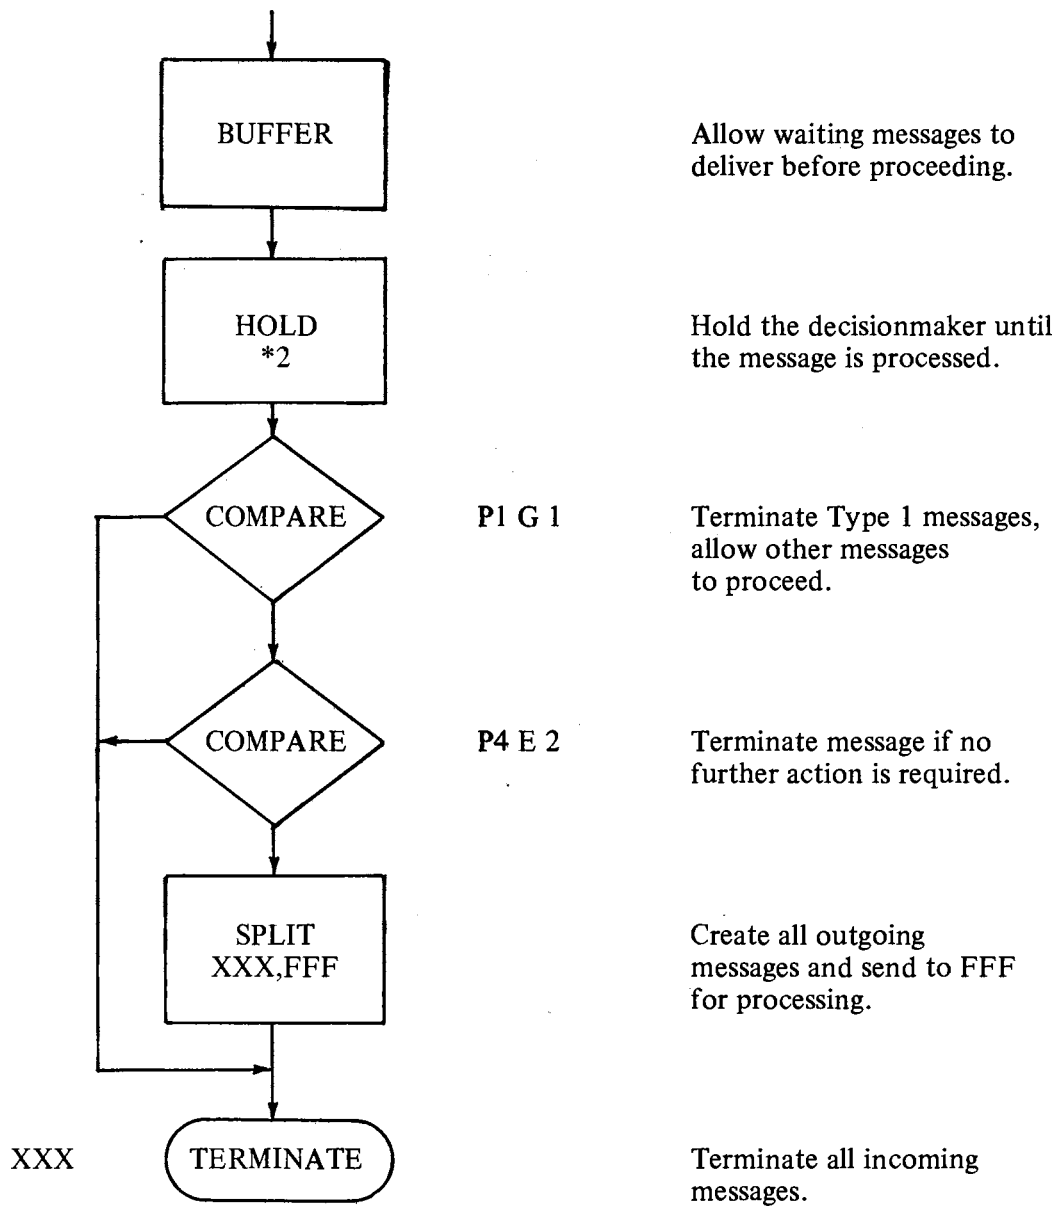 BUFFER
Allow waiting messages to
deliver before proceeding.
HOLD
*2
Hold the decisionmaker until
the message is processed.
COMPARE
P1 G 1
Terminate Type 1 messages,
allow other messages
to proceed.
COMPARE
P4 E 2
Terminate message if no
further action is required.
SPLIT
XXX,FFF
Create all outgoing
messages and send to FFF
for processing.
XXX
TERMINATE
Terminate all incoming
messages.